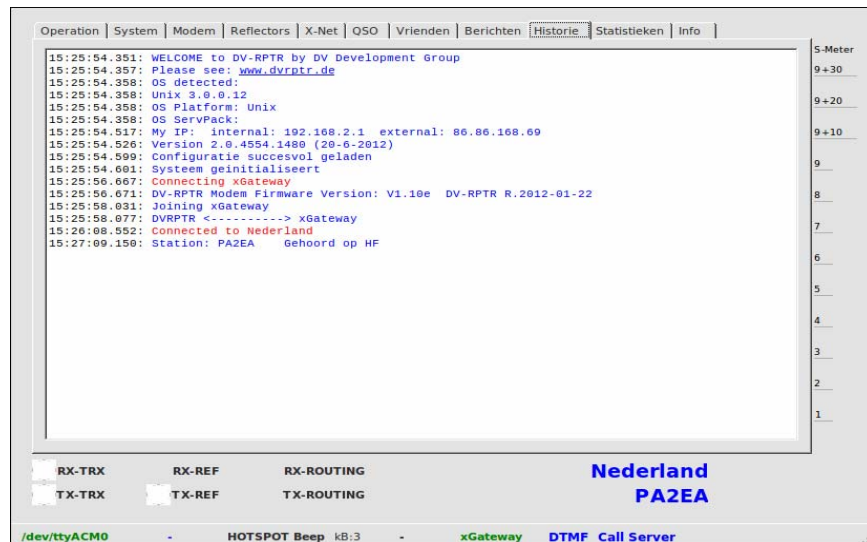 Operation System Modem Reflectors X-Net QSO Vrienden Berichten Historie Statistieken Info
S-Meter
15:25:54.351: WELCOME to DV-RPTR by DV Development Group
15:25:54.357: Please see: www.dvrptr.de
15:25:54.358: OS detected:
15:25:54.358: Unix 3.0.0.12
15:25:54.358: OS Platform: Unix
15:25:54.358: OS ServPack:
15:25:54.517: My IP: internal: 192.168.2.1 external: 86.86.168.69
15:25:54.526: Version 2.0.4554.1480 (20-6-2012)
15:25:54.599: Configuratie succesvol geladen
15:25:54.601: Systeem geinitialiseert
15:25:56.667: Connecting xGateway
15:25:56.671: DV-RPTR Modem Firmware Version: V1.10e DV-RPTR R.2012-01-22
15:25:58.031: Joining xGateway
15:25:58.077: DVRPTR <----------> xGateway
15:26:08.552: Connected to Nederland
15:27:09.150: Station: PA2EA Gehoord op HF
9+30
9+20
9+10
9
8
7
6
5
4
3
2
1
RX-TRX RX-REF RX-ROUTING Nederland
TX-TRX TX-REF TX-ROUTING PA2EA
/dev/ttyACM0 - HOTSPOT Beep kB:3 - xGateway DTMF Call Server